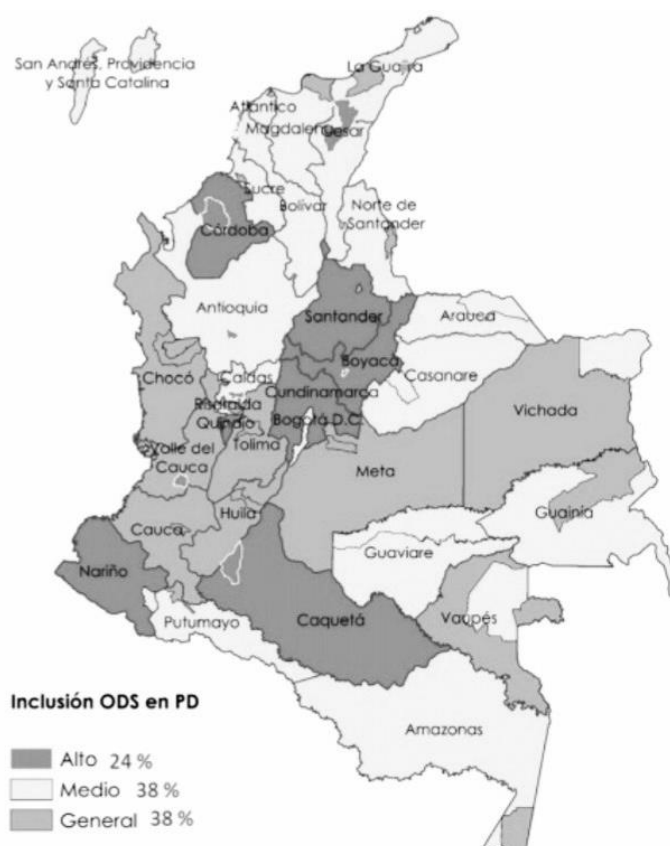 San Andrés, Providencia
y Santa Catalina
La Guajira
Atlántico
Magdalena
Cesar
Sucre
Bolívar
Norte de
Santander
Córdoba
Antioquia
Santander
Arauca
Boyacá
Casanare
Chocó
Caldas
Cundinamarca
Risaralda
Vichada
Quindío
Bogotá D.C.
Valle del
Cauca
Tolima
Meta
Guainía
Cauca
Huila
Guaviare
Nariño
Caquetá
Vaupés
Putumayo
Amazonas
Inclusión ODS en PD
Alto 24 %
Medio 38 %
General 38 %